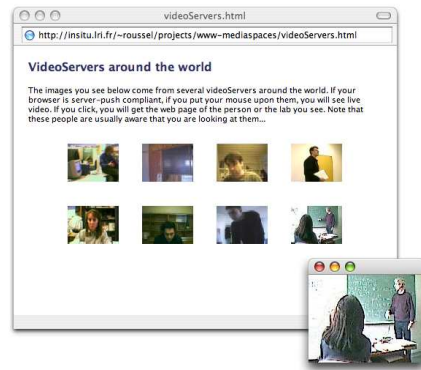 videoServers.html
http://insitu.lri.fr/~roussel/projects/www-mediaspaces/videoServers.html
VideoServers around the world
The images you see below come from several videoServers around the world. If your
browser is server-push compliant, if you put your mouse upon them, you will see live
video. If you click, you will get the web page of the person or the lab you see. Note that
these people are usually aware that you are looking at them...